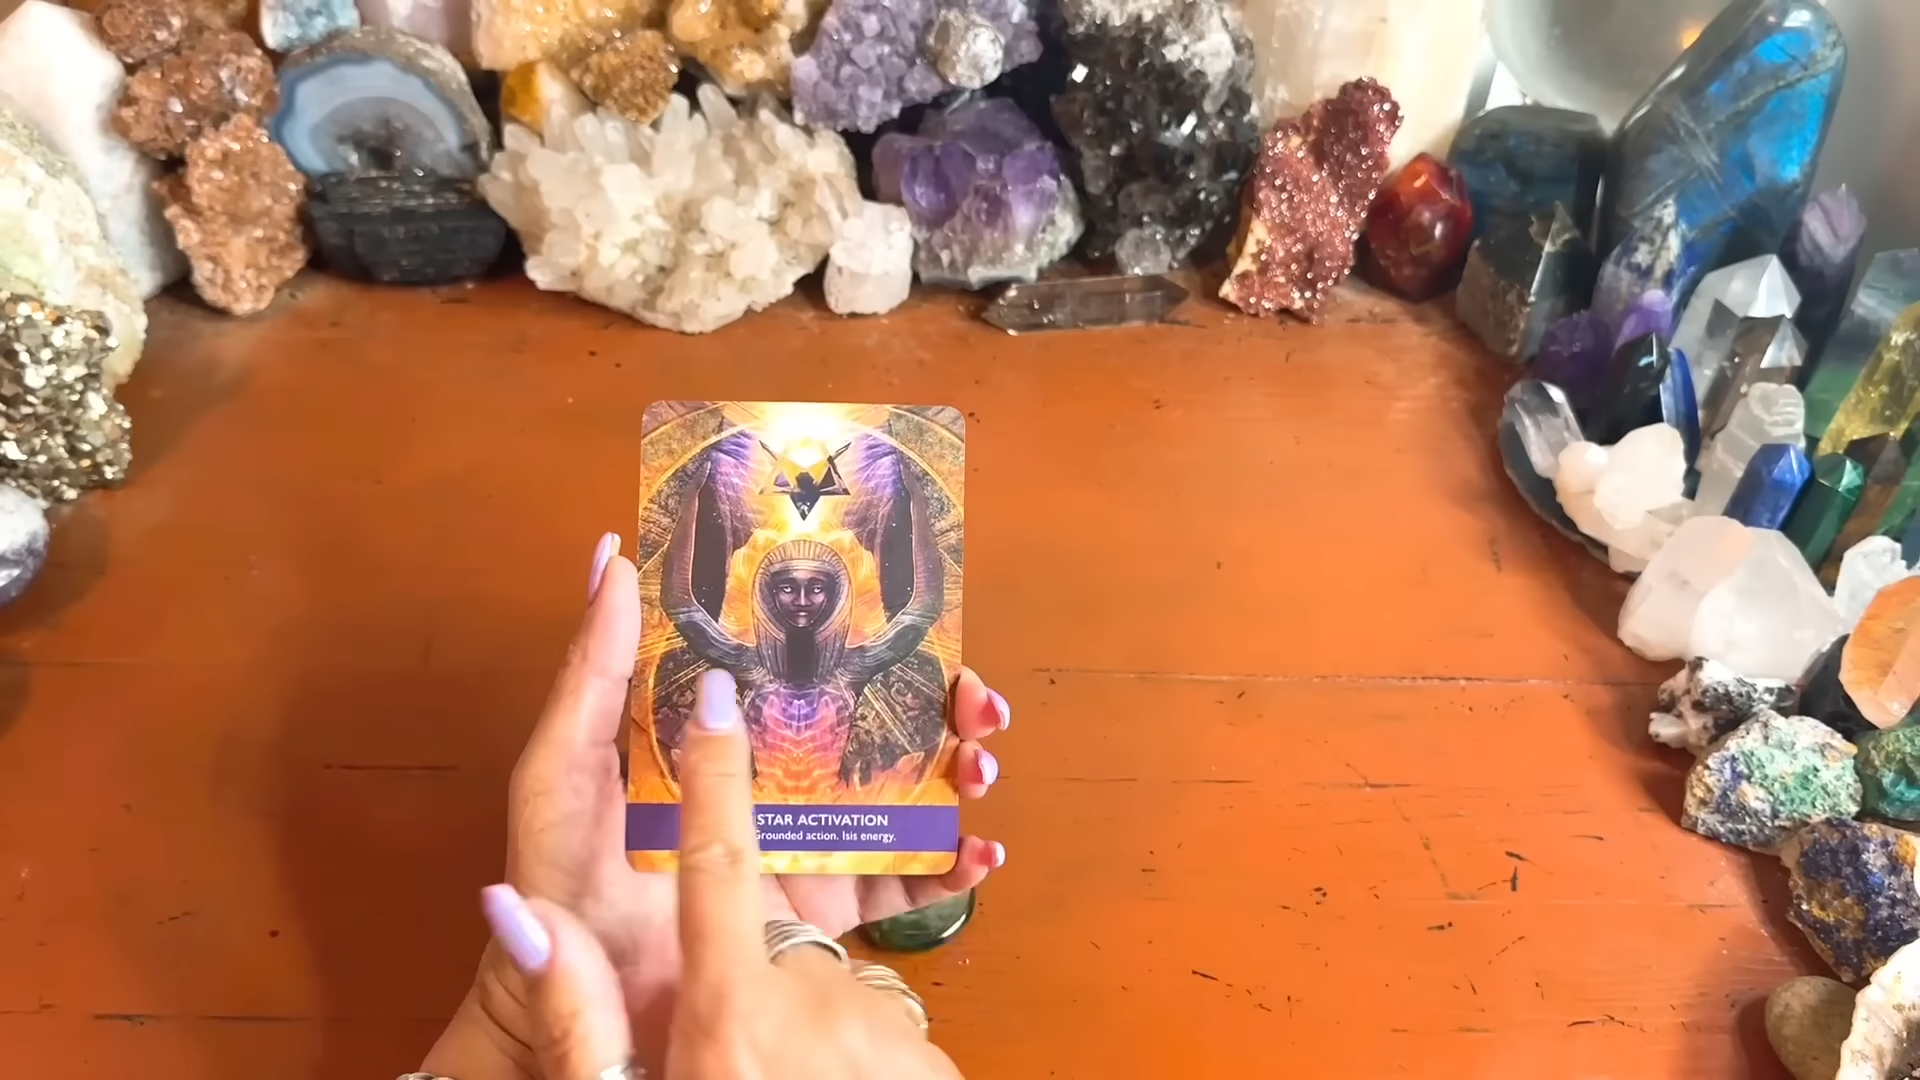 STAR ACTIVATION
Grounded action. Isis energy.